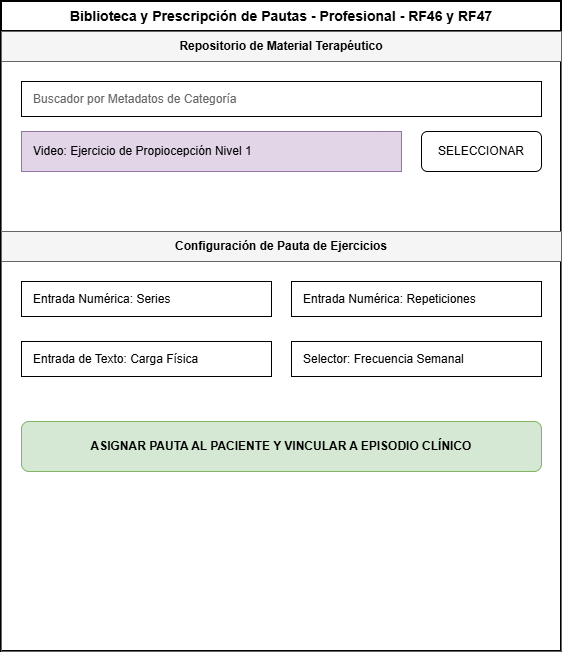 Biblioteca y Prescripción de Pautas - Profesional - RF46 y RF47
Repositorio de Material Terapéutico
Buscador por Metadatos de Categoría
Video: Ejercicio de Propiocepción Nivel 1
SELECCIONAR
Configuración de Pauta de Ejercicios
Entrada Numérica: Series
Entrada Numérica: Repeticiones
Entrada de Texto: Carga Física
Selector: Frecuencia Semanal
ASIGNAR PAUTA AL PACIENTE Y VINCULAR A EPISODIO CLÍNICO